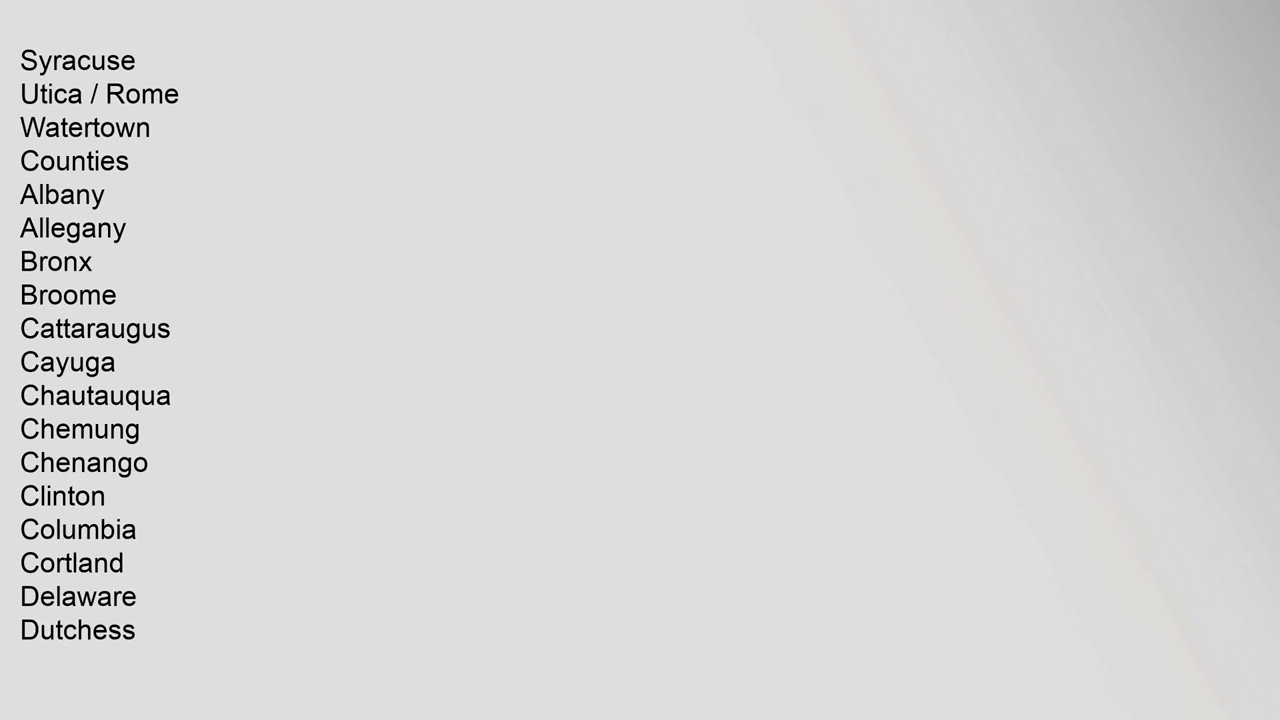 Syracuse
Utica / Rome
Watertown
Counties
Albany
Allegany
Bronx
Broome
Cattaraugus
Cayuga
Chautauqua
Chemung
Chenango
Clinton
Columbia
Cortland
Delaware
Dutchess